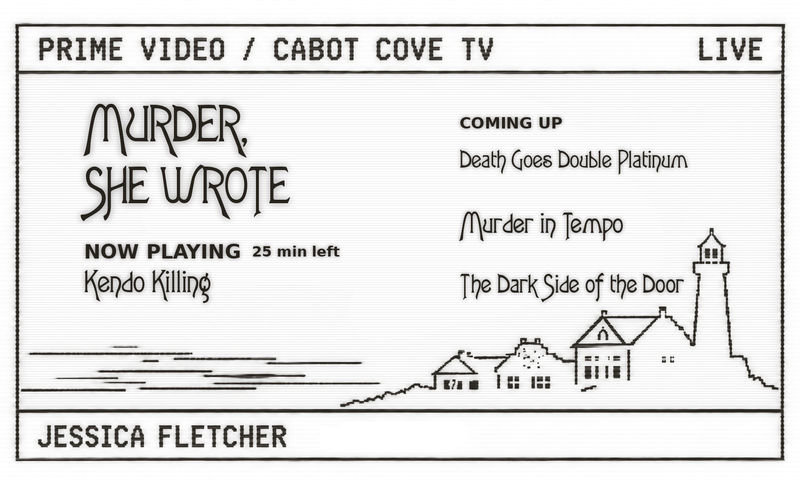 PRIME VIDEO / CABOT COVE TV
LIVE
MURDER,
SHE WROTE
NOW PLAYING 25 min left
Kendo Killing
COMING UP
Death Goes Double Platinum
Murder in Tempo
The Dark Side of the Door
JESSICA FLETCHER